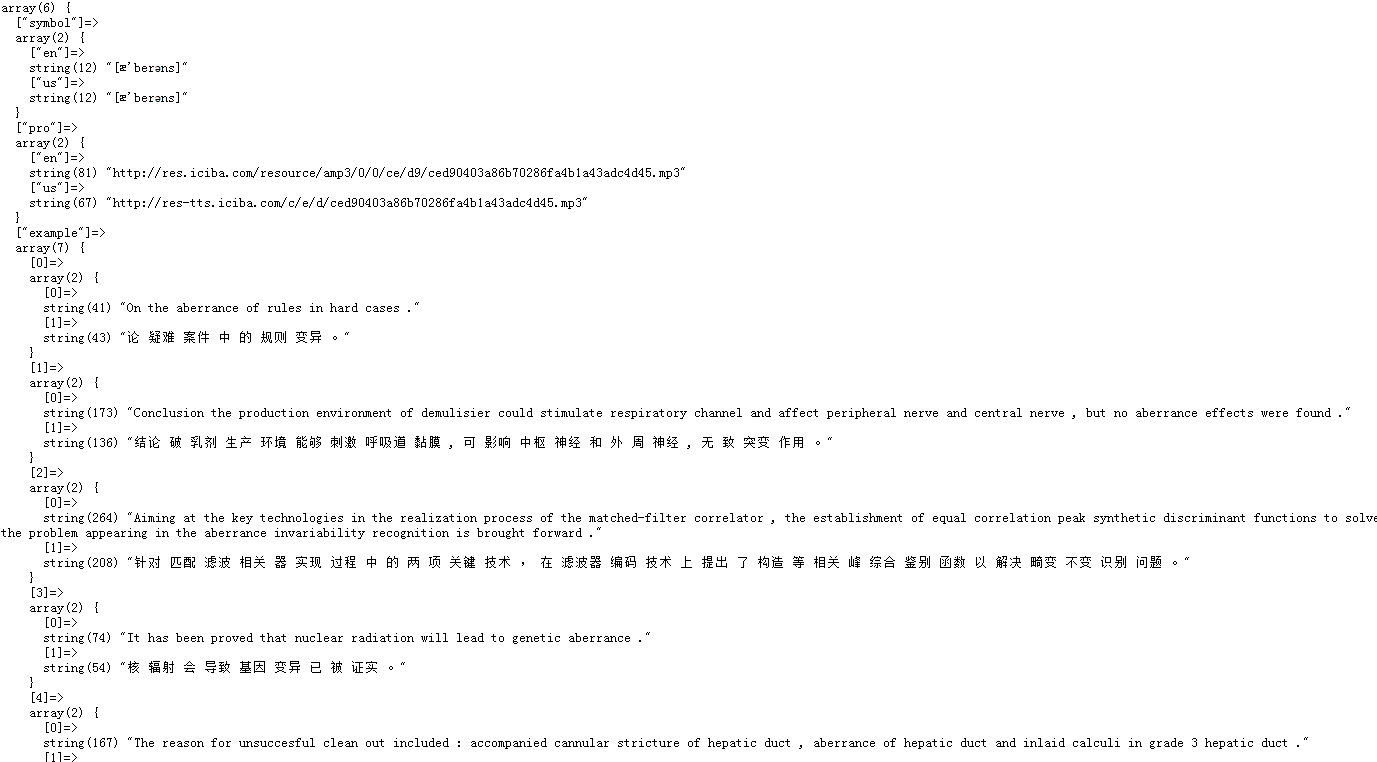 array(6) {
  ["symbol"]=>
  array(2) {
    ["en"]=>
    string(12) "[æ'berəns]"
    ["us"]=>
    string(12) "[æ'berəns]"
  }
  ["pro"]=>
  array(2) {
    ["en"]=>
    string(81) "http://res.iciba.com/resource/amp3/0/0/ce/d9/ced90403a86b70286fa4b1a43adc4d45.mp3"
    ["us"]=>
    string(67) "http://res-tts.iciba.com/c/e/d/ced90403a86b70286fa4b1a43adc4d45.mp3"
  }
  ["example"]=>
  array(7) {
    [0]=>
    array(2) {
      [0]=>
      string(41) "On the aberrance of rules in hard cases ."
      [1]=>
      string(43) "论 疑难 案件 中 的 规则 变异 。"
    }
    [1]=>
    array(2) {
      [0]=>
      string(173) "Conclusion the production environment of demulisier could stimulate respiratory channel and affect peripheral nerve and central nerve , but no aberrance effects were found ."
      [1]=>
      string(136) "结论 破 乳剂 生产 环境 能够 刺激 呼吸道 黏膜 , 可 影响 中枢 神经 和 外 周 神经 , 无 致 突变 作用 。"
    }
    [2]=>
    array(2) {
      [0]=>
      string(264) "Aiming at the key technologies in the realization process of the matched-filter correlator , the establishment of equal correlation peak synthetic discriminant functions to solve
the problem appearing in the aberrance invariability recognition is brought forward ."
      [1]=>
      string(208) "针对 匹配 滤波 相关 器 实现 过程 中 的 两 项 关键 技术 ， 在 滤波器 编码 技术 上 提出 了 构造 等 相关 峰 综合 鉴别 函数 以 解决 畸变 不变 识别 问题 。"
    }
    [3]=>
    array(2) {
      [0]=>
      string(74) "It has been proved that nuclear radiation will lead to genetic aberrance ."
      [1]=>
      string(54) "核 辐射 会 导致 基因 变异 已 被 证实 。"
    }
    [4]=>
    array(2) {
      [0]=>
      string(167) "The reason for unsuccesful clean out included : accompanied cannular stricture of hepatic duct , aberrance of hepatic duct and inlaid calculi in grade 3 hepatic duct ."
      [1]=>